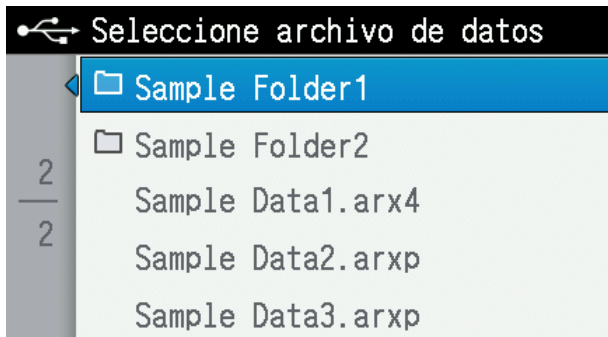 Seleccione archivo de datos
Sample Folder1
Sample Folder2
2
2
Sample Data1.arx4
Sample Data2.arxp
Sample Data3.arxp